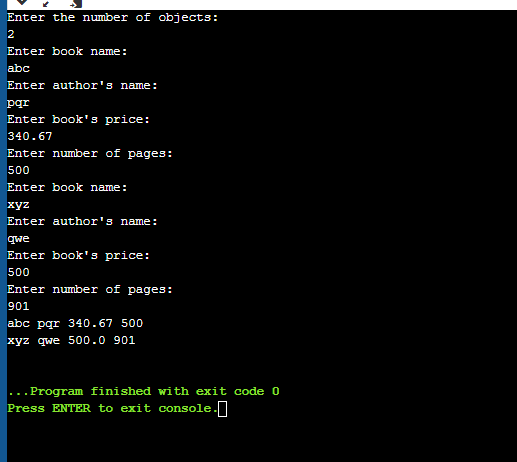 Enter the number of objects:
2
Enter book name:
abc
Enter author's name:
pqr
Enter book's price:
340.67
Enter number of pages:
500
Enter book name:
xyz
Enter author's name:
qwe
Enter book's price:
500
Enter number of pages:
901
abc pqr 340.67 500
xyz qwe 500.0 901
...Program finished with exit code 0
Press ENTER to exit console.